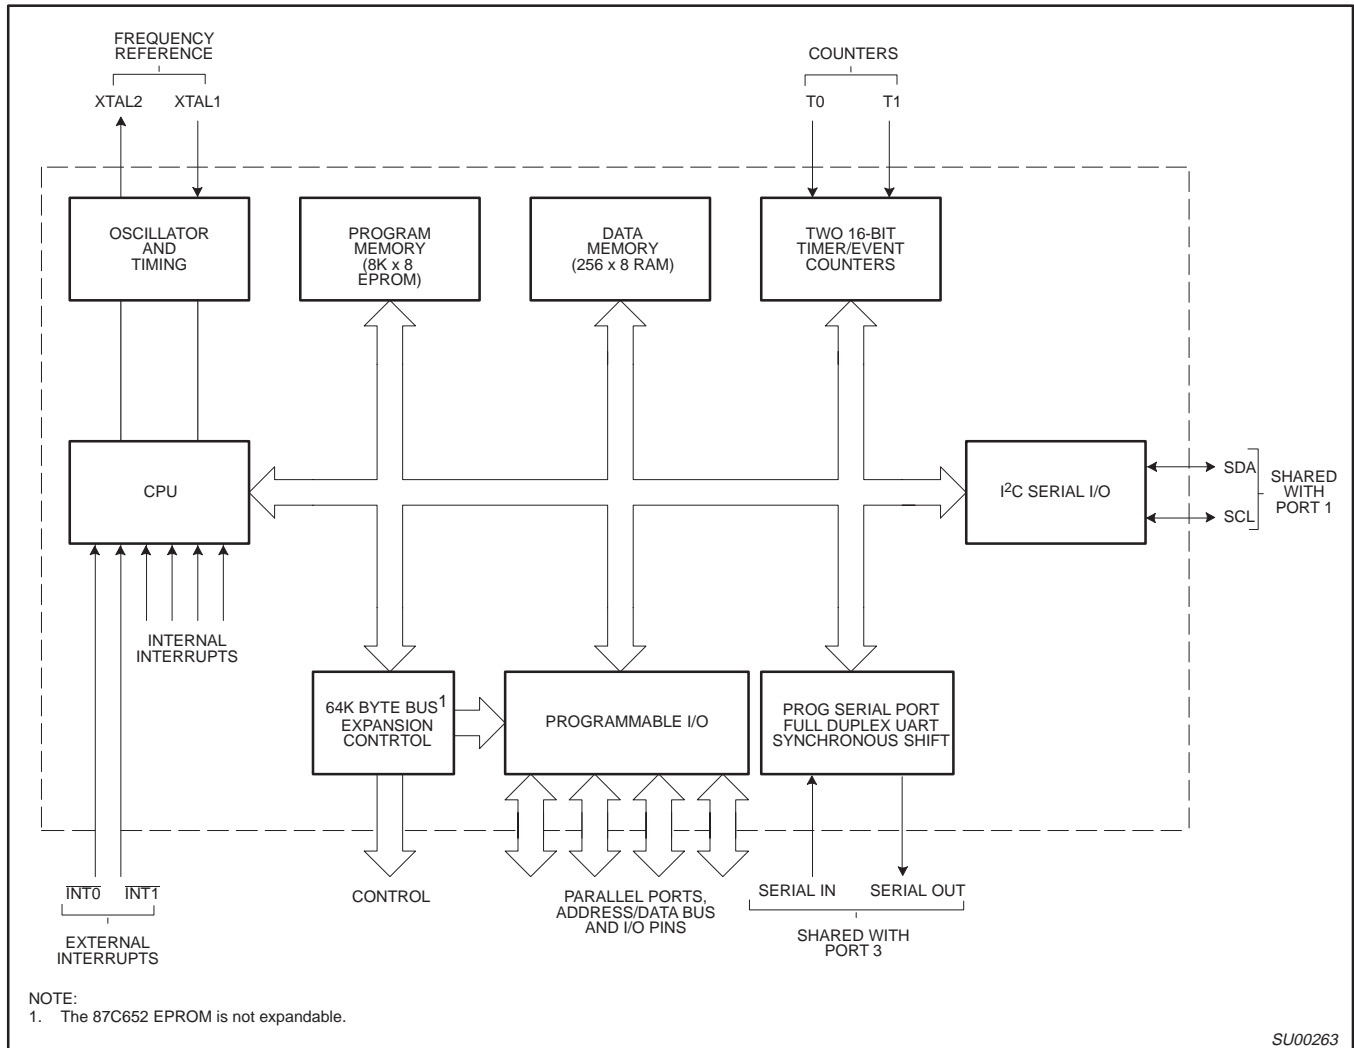 FREQUENCY
REFERENCE
XTAL2 XTAL1
COUNTERS
T0 T1
OSCILLATOR
AND
TIMING
PROGRAM
MEMORY
(8K x 8
EPROM)
DATA
MEMORY
(256 x 8 RAM)
TWO 16-BIT
TIMER/EVENT
COUNTERS
CPU
I²C SERIAL I/O
SDA
SCL
SHARED
WITH
PORT 1
INTERNAL
INTERRUPTS
64K BYTE BUS¹
EXPANSION
CONTRTOL
PROGRAMMABLE I/O
PROG SERIAL PORT
FULL DUPLEX UART
SYNCHRONOUS SHIFT
I̅N̅T̅0̅ I̅N̅T̅1̅
EXTERNAL
INTERRUPTS
CONTROL
PARALLEL PORTS,
ADDRESS/DATA BUS
AND I/O PINS
SERIAL IN SERIAL OUT
SHARED WITH
PORT 3
NOTE:
1. The 87C652 EPROM is not expandable.
SU00263